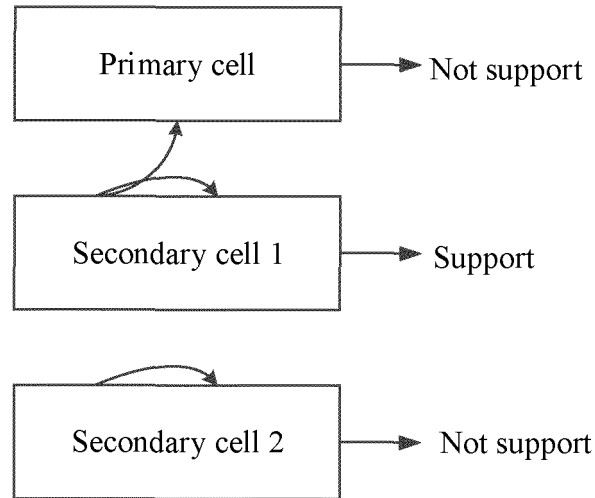 Primary cell
Not support
Secondary cell 1
Support
Secondary cell 2
Not support